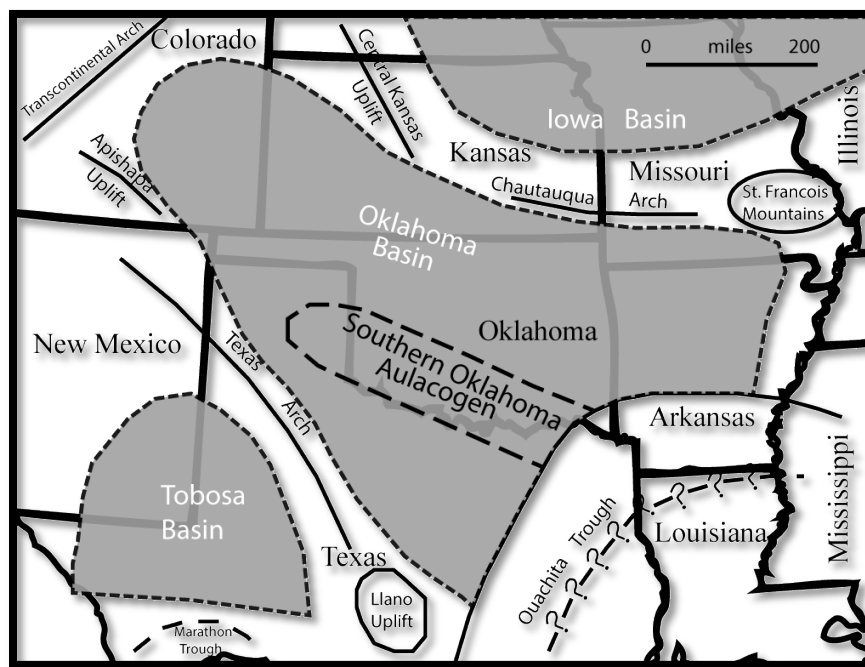 Transcontinental Arch
Colorado
Central Kansas
Uplift
0 miles 200
Iowa Basin
Illinois
Apishapa
Uplift
Kansas
Missouri
Chautauqua Arch
St. Francois
Mountains
Oklahoma
Basin
New Mexico
Texas Arch
Southern Oklahoma
Aulacogen
Oklahoma
Arkansas
Mississippi
Tobosa
Basin
Texas
Louisiana
Ouachita Trough
? ? ? ? ? ? ? ?
Llano
Uplift
Marathon
Trough